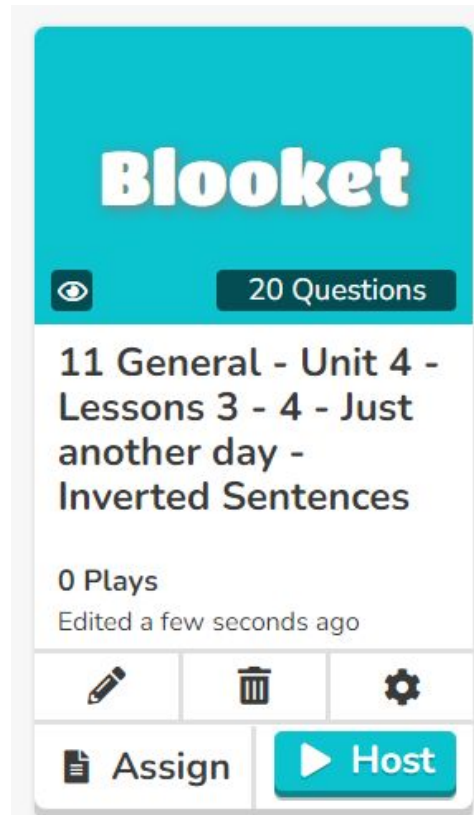 Blooket
20 Questions
11 General - Unit 4 -
Lessons 3 - 4 - Just
another day -
Inverted Sentences
0 Plays
Edited a few seconds ago
Assign
Host